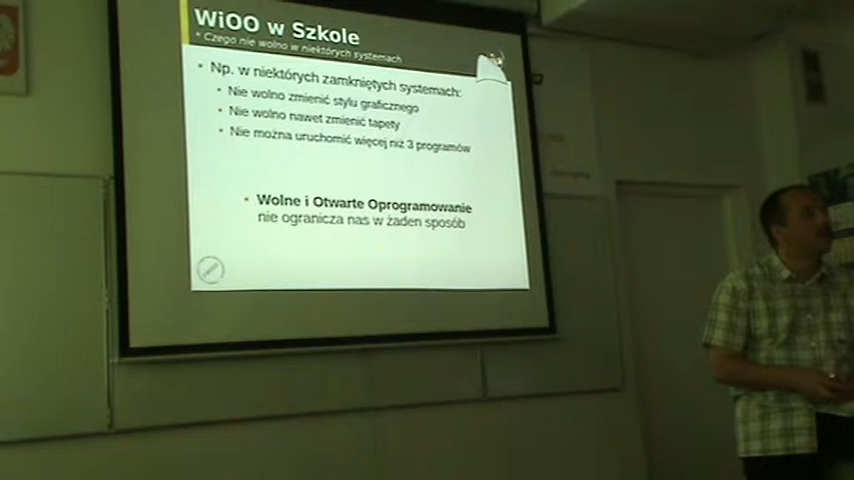 WiOO w Szkole
• Czego nie wolno w niektórych systemach
• Np. w niektórych zamkniętych systemach:
• Nie wolno zmienić stylu graficznego
• Nie wolno nawet zmienić tapety
• Nie można uruchomić więcej niż 3 programów
• Wolne i Otwarte Oprogramowanie
nie ogranicza nas w żaden sposób